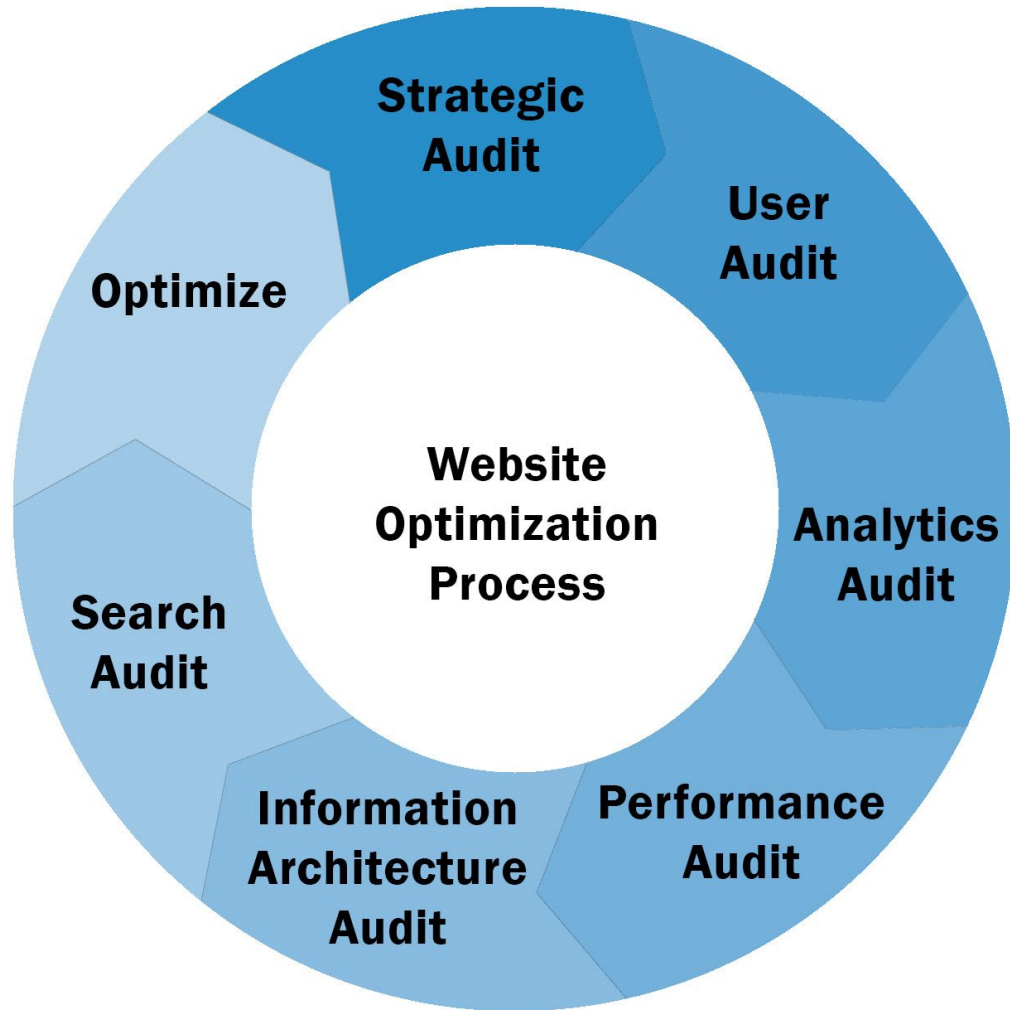 Strategic
Audit
User
Audit
Analytics
Audit
Performance
Audit
Information
Architecture
Audit
Search
Audit
Optimize
Website
Optimization
Process